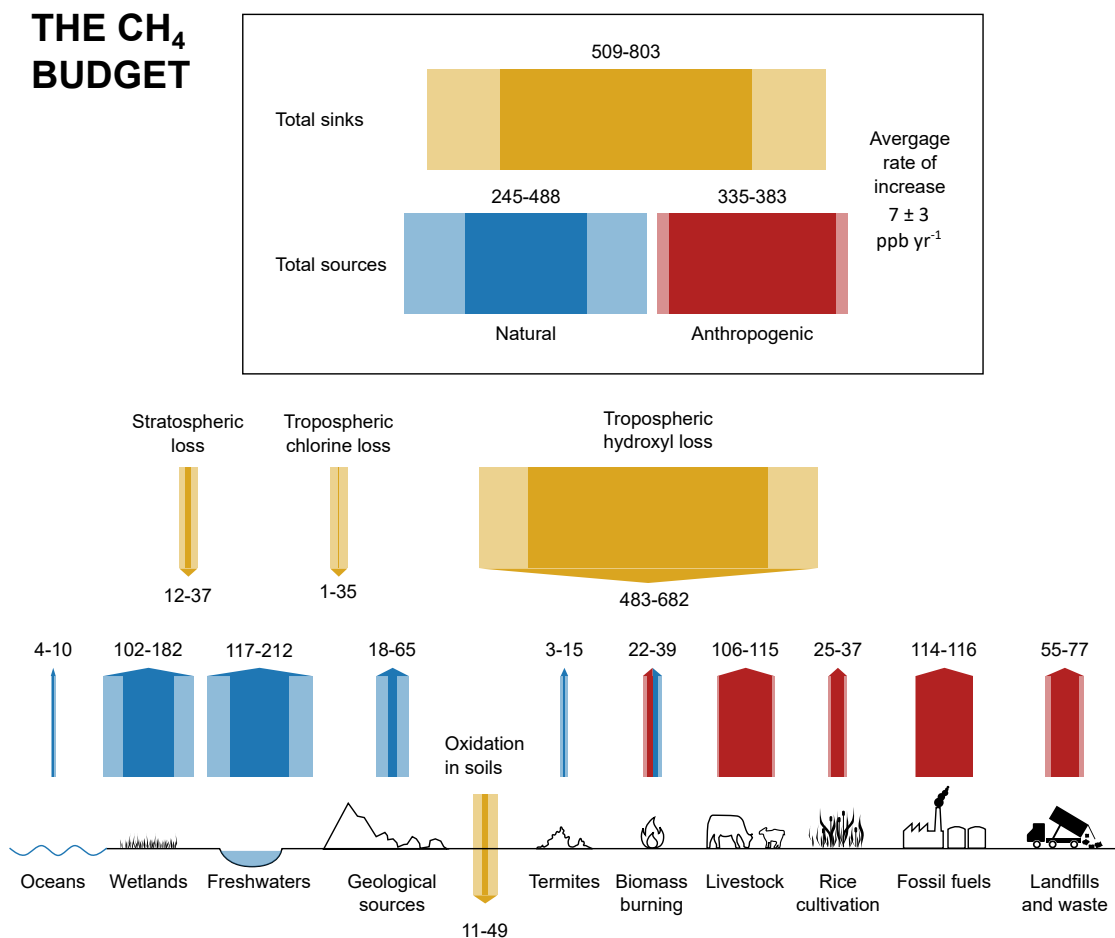 THE CH₄
BUDGET
509-803
Total sinks
Avergage
rate of
increase
7 ± 3
ppb yr⁻¹
245-488
335-383
Total sources
Natural
Anthropogenic
Stratospheric
loss
Tropospheric
chlorine loss
Tropospheric
hydroxyl loss
12-37
1-35
483-682
4-10
102-182
117-212
18-65
3-15
22-39
106-115
25-37
114-116
55-77
Oxidation
in soils
Oceans
Wetlands
Freshwaters
Geological
sources
Termites
Biomass
burning
Livestock
Rice
cultivation
Fossil fuels
Landfills
and waste
11-49